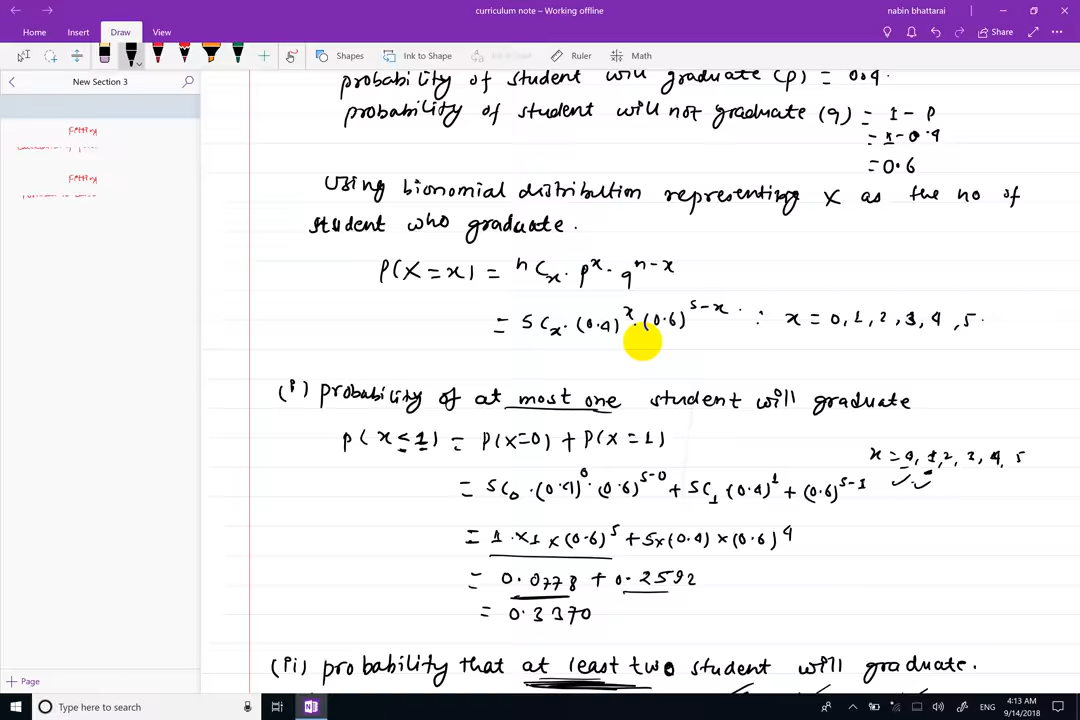 curriculum note – Working offline
nabin bhattarai
Home Insert Draw View
Share
Shapes Ink to Shape Ruler Math
New Section 3
probability of student will graduate (p) = 0.4.
probability of student will not graduate (q) = 1 - p
= 1 - 0.4
= 0.6
Using bionomial distribution representing X as the no of
student who graduate.
P(X = x) = nCx. p^x. q^n-x
= 5Cx. (0.4)^x. (0.6)^5-x. : x = 0, 1, 2, 3, 4, 5.
(i) probability of at most one student will graduate
P(x ≤ 1) = P(X=0) + P(X = 1)
x = 0, 1, 2, 3, 4, 5
= 5C0 . (0.4)^0. (0.6)^5-0 + 5C1 (0.4)^1 + (0.6)^5-1
= 1 . x1 x (0.6)^5 + 5x(0.4) x (0.6)^4
= 0.0778 + 0.2592
= 0.3370
(ii) probability that at least two student will graduate.
Page
Type here to search
ENG
4:13 AM
9/14/2018